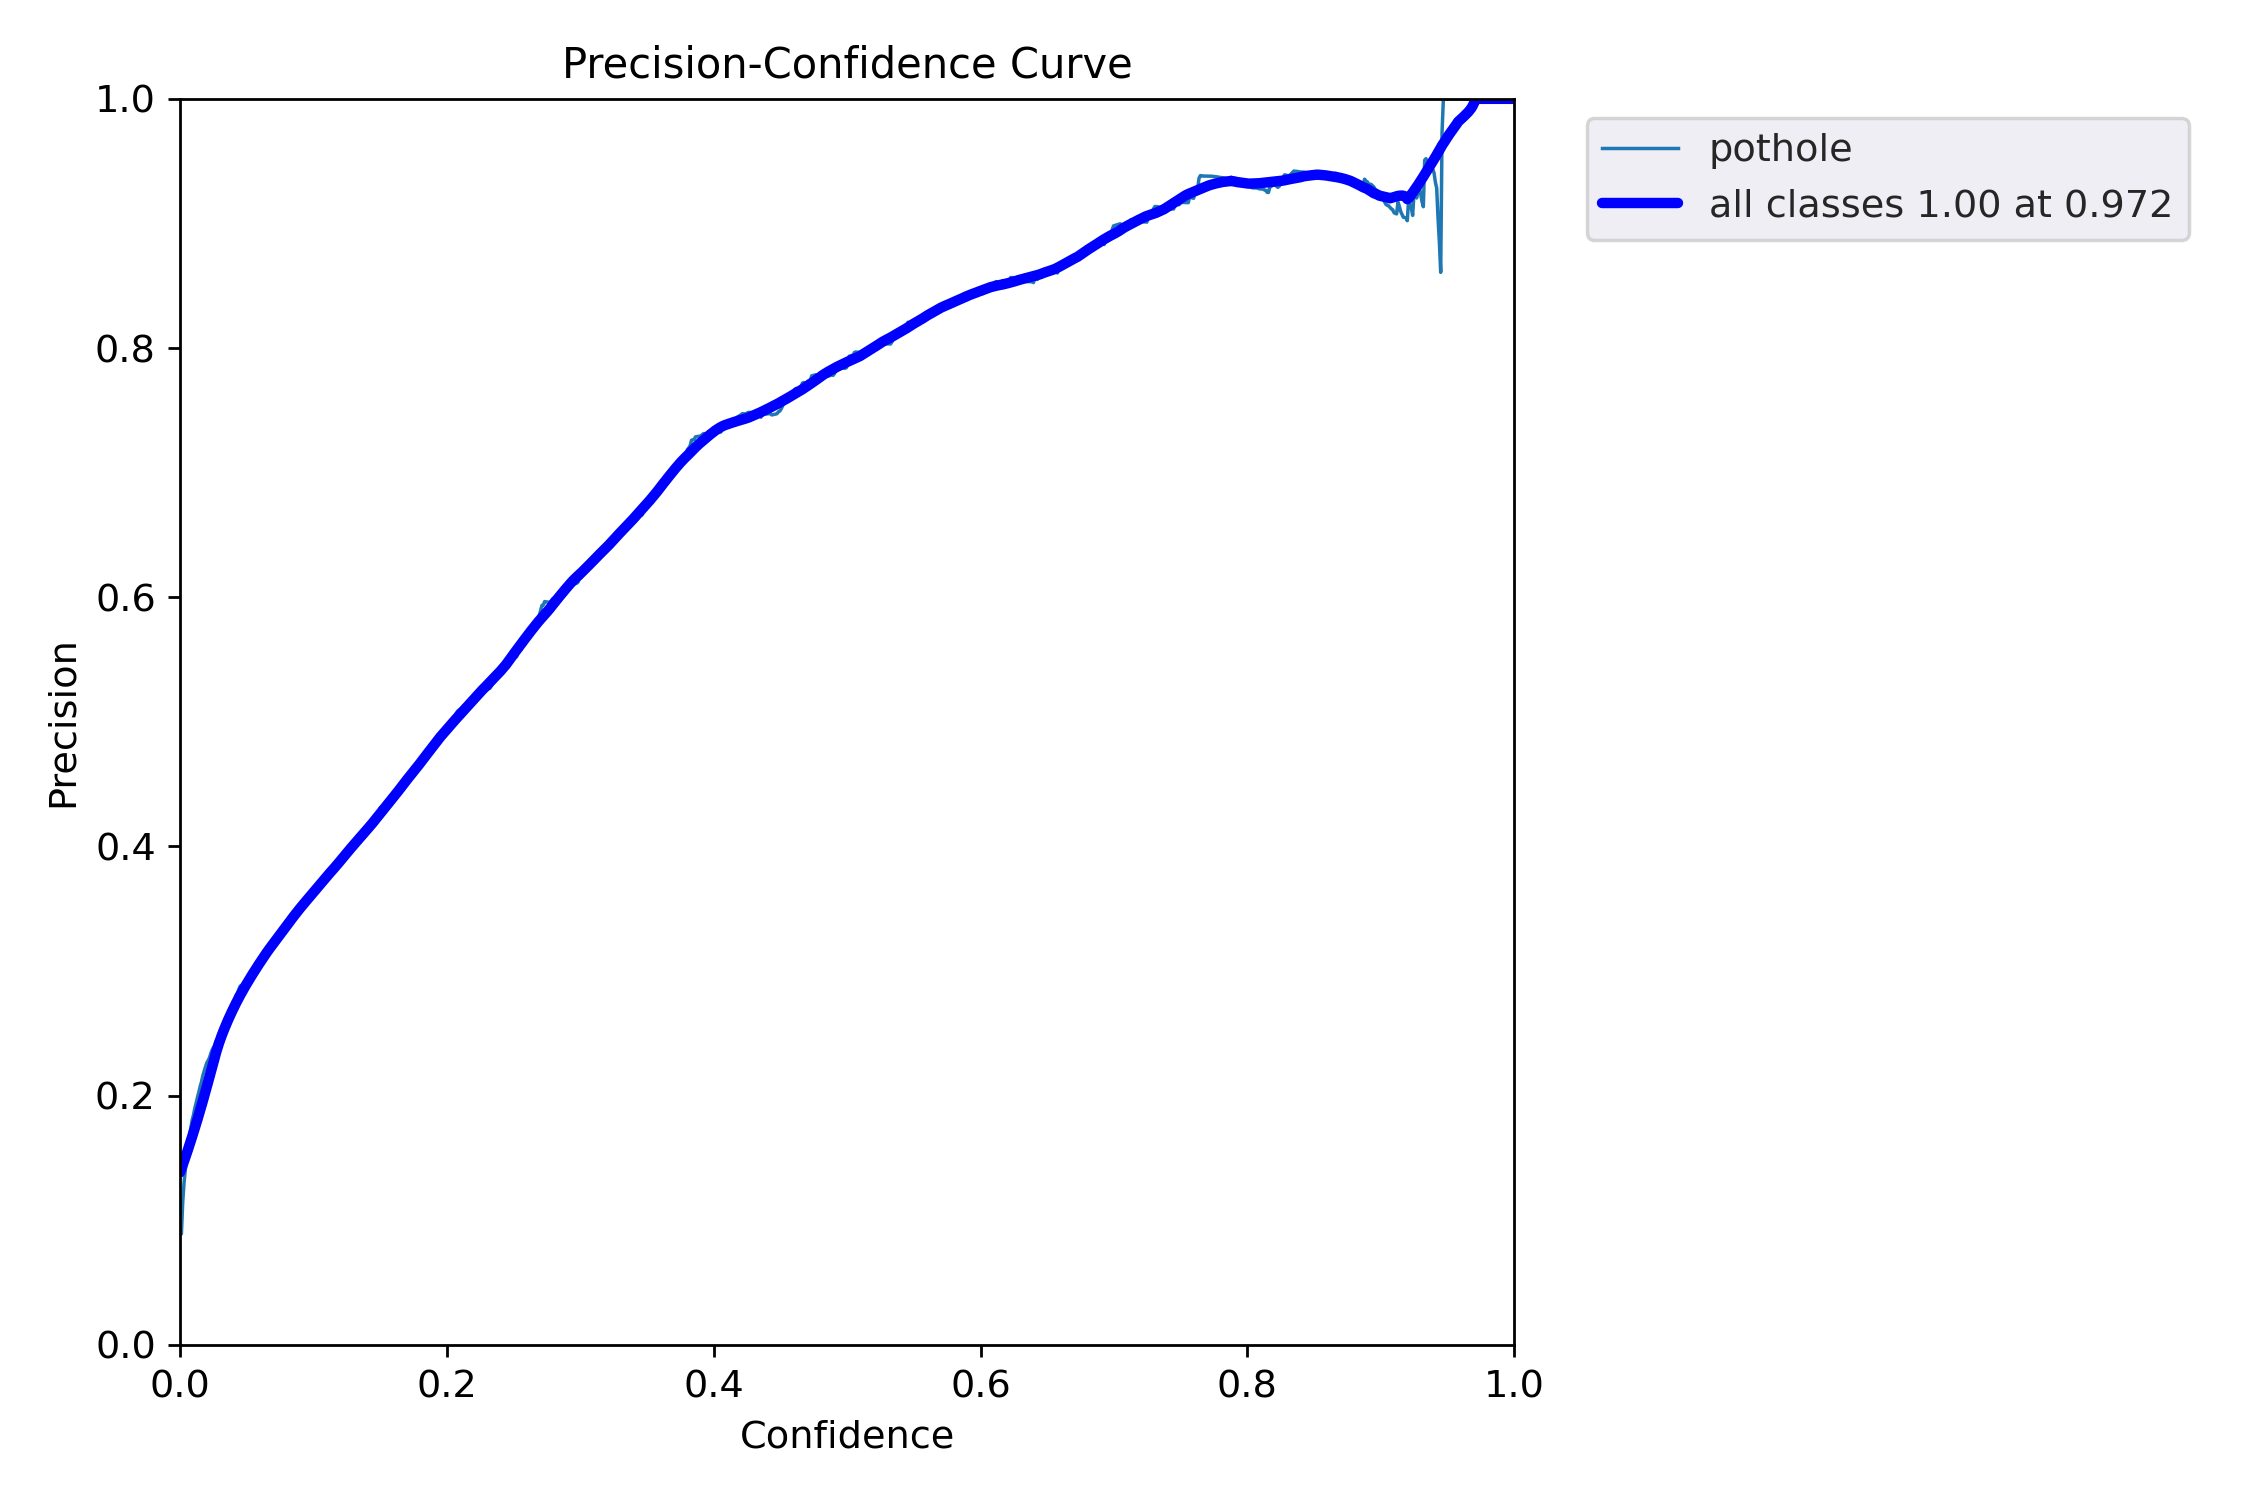 Precision-Confidence Curve
pothole
all classes 1.00 at 0.972
Precision
1.0
0.8
0.6
0.4
0.2
0.0
0.0 0.2 0.4 0.6 0.8 1.0
Confidence